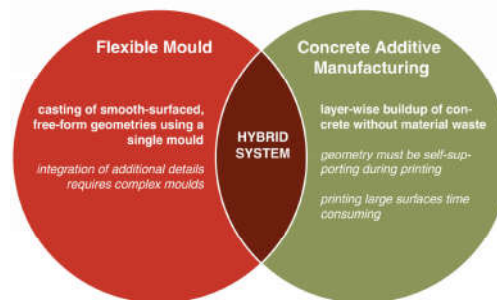 Flexible Mould
casting of smooth-surfaced,
free-form geometries using a
single mould
integration of additional details
requires complex moulds
HYBRID
SYSTEM
Concrete Additive
Manufacturing
layer-wise buildup of con-
crete without material waste
geometry must be self-sup-
porting during printing
printing large surfaces time
consuming